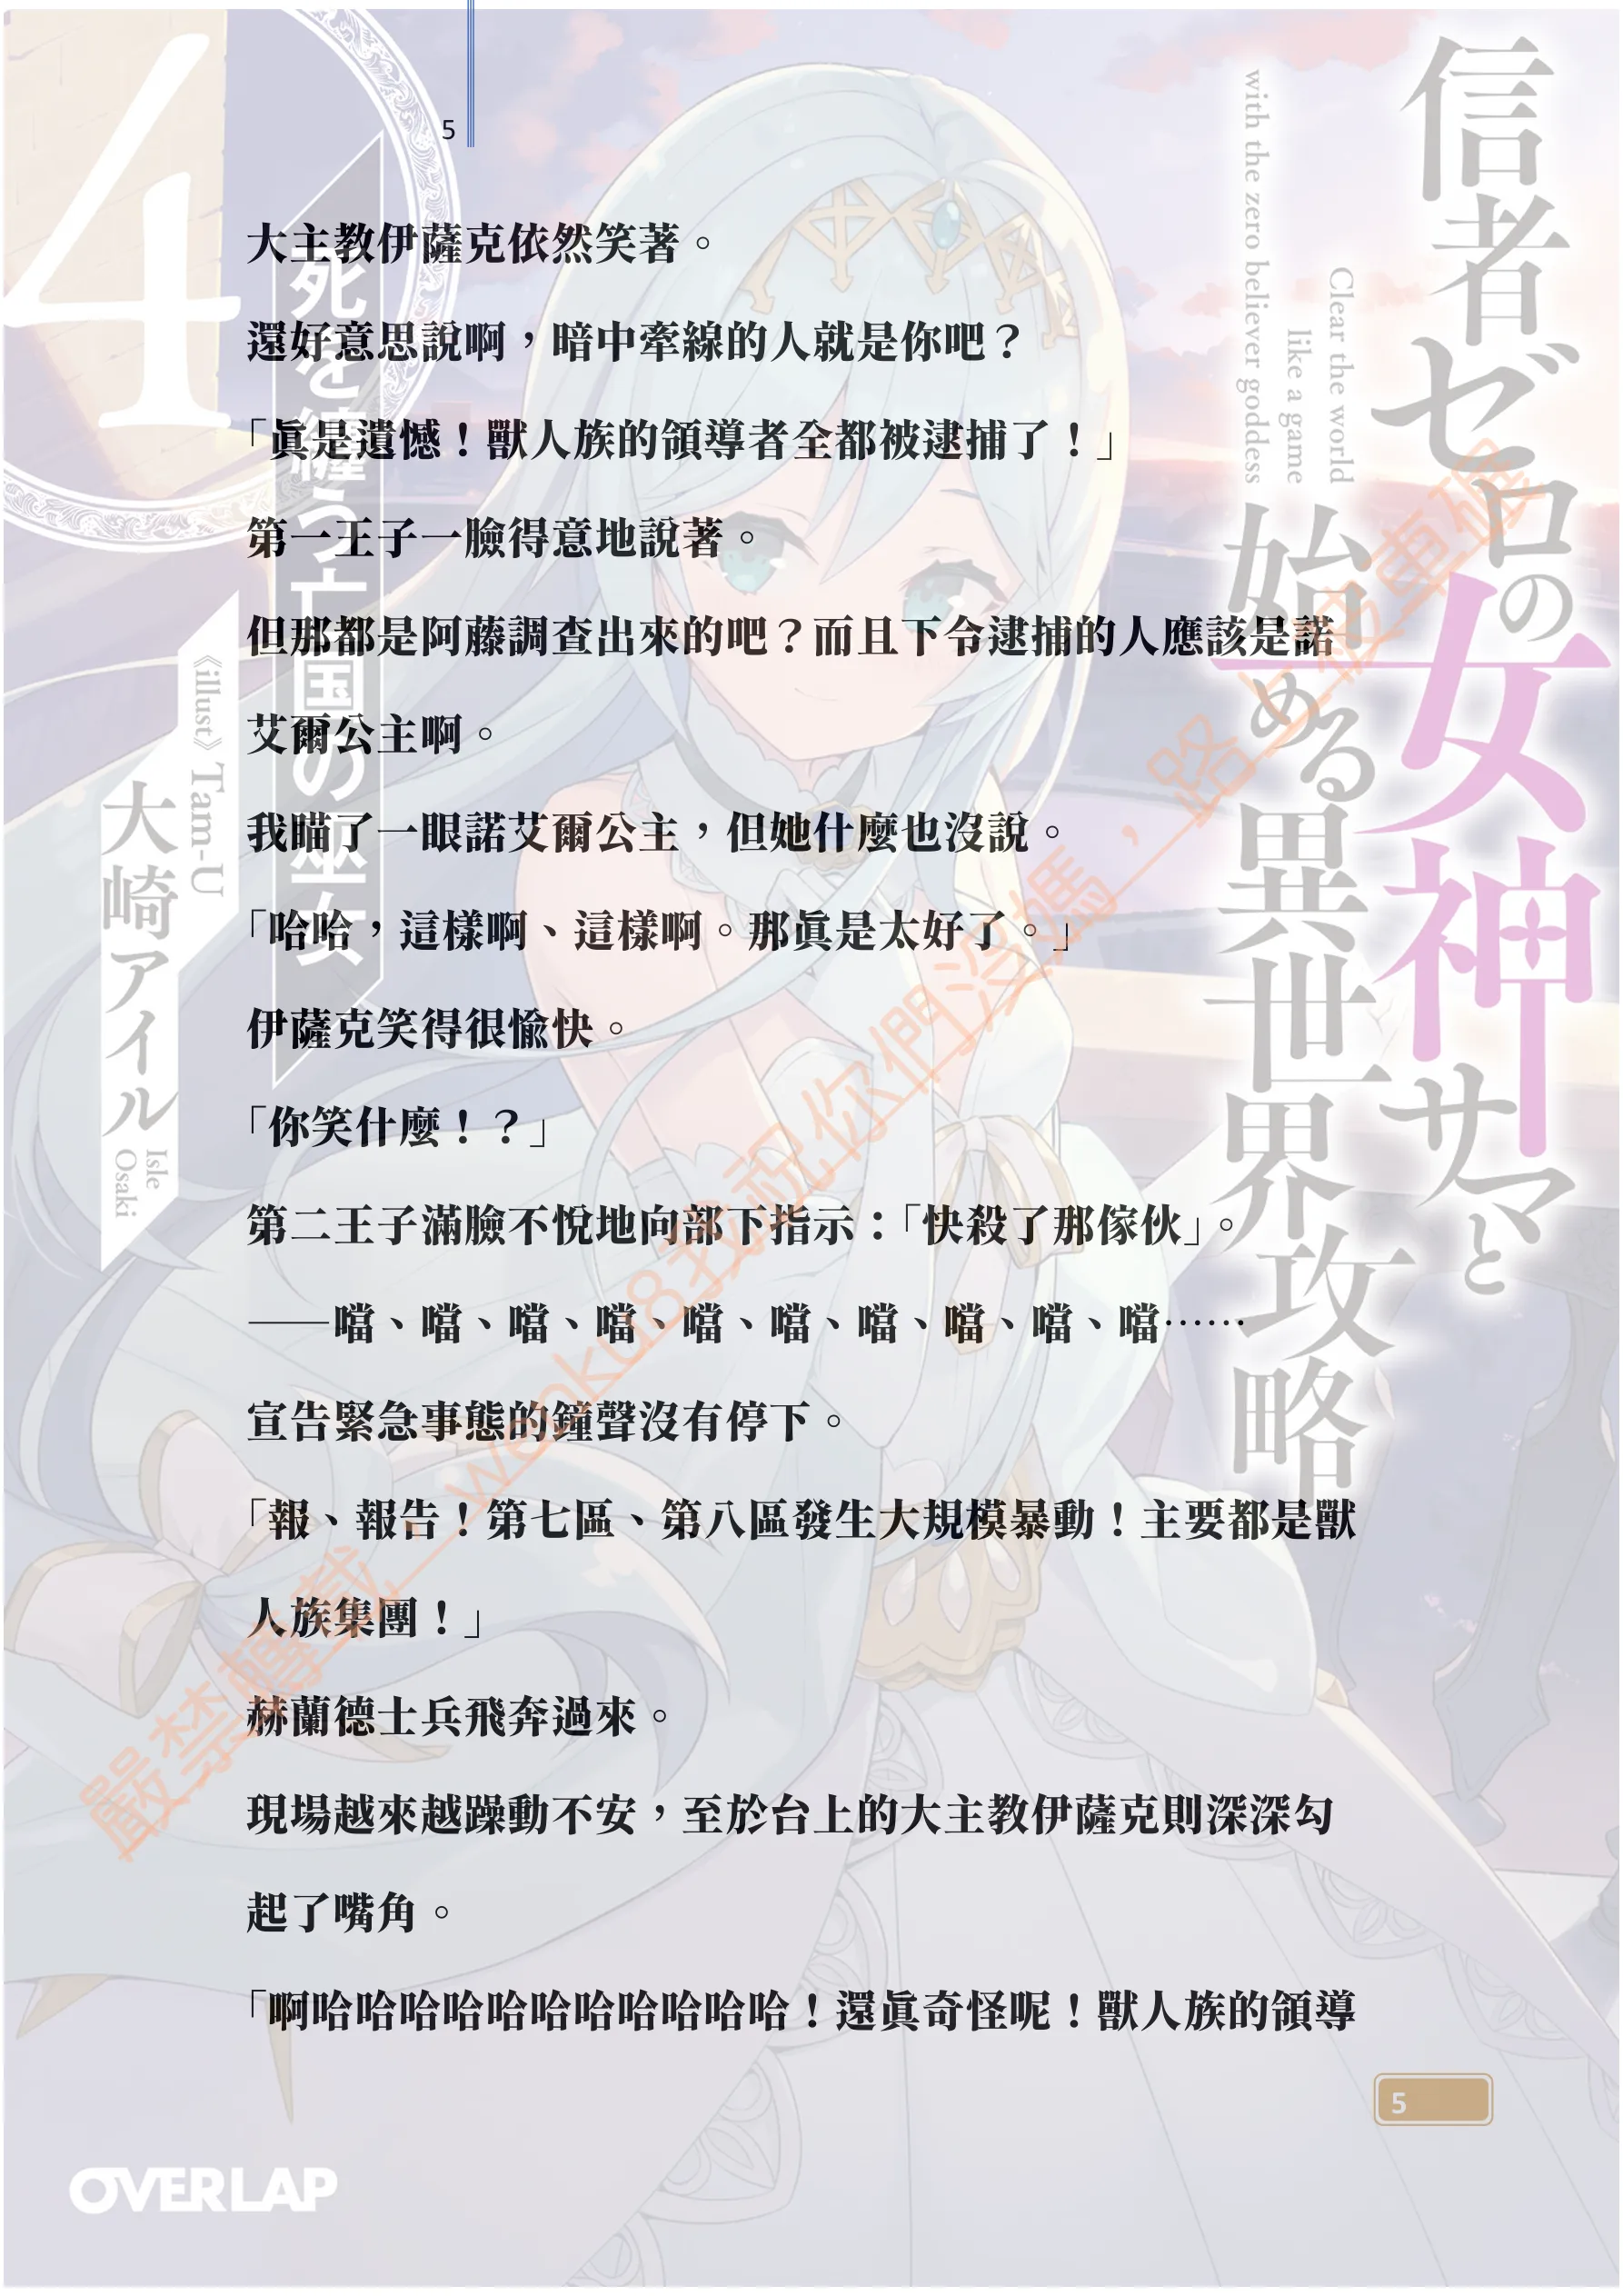 5
大主教伊薩克依然笑著。
還好意思說啊，暗中牽線的人就是你吧？
「眞是遺憾！獸人族的領導者全都被逮捕了！」
第一王子一臉得意地說著。
但那都是阿藤調查出來的吧？而且下令逮捕的人應該是諾
艾爾公主啊。
我瞄了一眼諾艾爾公主，但她什麼也沒說。
「哈哈，這樣啊、這樣啊。那眞是太好了。」
伊薩克笑得很愉快。
「你笑什麼！？」
第二王子滿臉不悅地向部下指示：「快殺了那傢伙」。
——噹、噹、噹、噹、噹、噹、噹、噹、噹、噹……
宣告緊急事態的鐘聲沒有停下。
「報、報告！第七區、第八區發生大規模暴動！主要都是獸
人族集團！」
赫蘭德士兵飛奔過來。
現場越來越躁動不安，至於台上的大主教伊薩克則深深勾
起了嘴角。
「啊哈哈哈哈哈哈哈哈哈哈哈！還眞奇怪呢！獸人族的領導
5
信者ゼロの女神サマと
始める異世界攻略
Clear the world
like a game
with the zero believer goddess
4
死を纏う亡国の巫女
《illust》Tam-U
大崎アイル
Isle
Osaki
嚴禁轉載 wenku8我祝你們沒媽，路上被車碾
OVERLAP